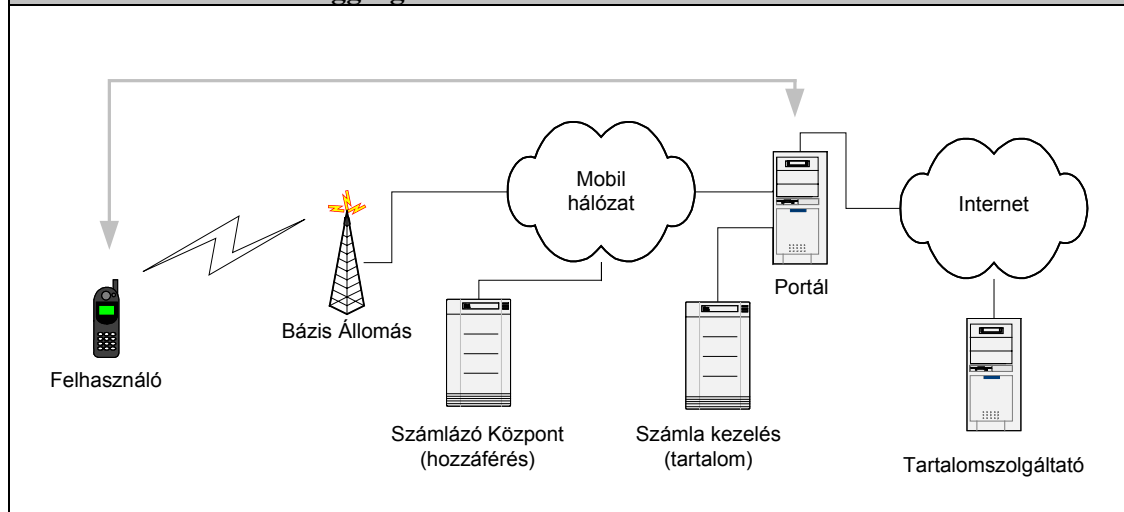 Mobil
hálózat
Internet
Portál
Bázis Állomás
Felhasználó
Számlázó Központ
(hozzáférés)
Számla kezelés
(tartalom)
Tartalomszolgáltató